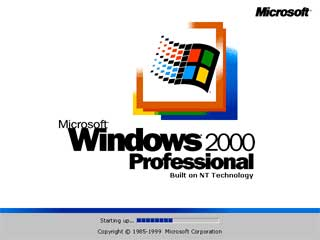 Microsoft
Microsoft
Windows 2000
Professional
Built on NT Technology
Starting up...
Copyright © 1985-1999 Microsoft Corporation